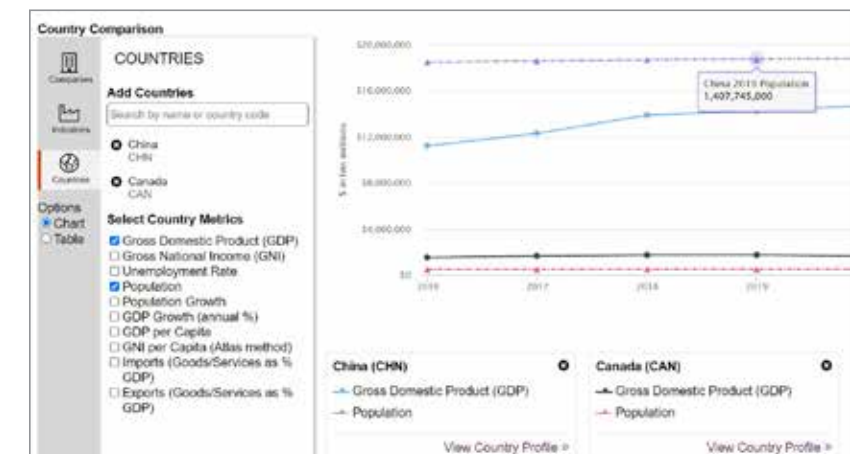 Country Comparison
Companies
Industries
Countries
Options
Chart
Table
COUNTRIES
Add Countries
Search by name or country code
China
CHN
Canada
CAN
Select Country Metrics
Gross Domestic Product (GDP)
Gross National Income (GNI)
Unemployment Rate
Population
Population Growth
GDP Growth (annual %)
GDP per Capita
GNI per Capita (Atlas method)
Imports (Goods/Services as %
GDP)
Exports (Goods/Services as %
GDP)
$20,000,000
$16,000,000
$12,000,000
$8,000,000
$4,000,000
$0
$ in ten millions
2016
2017
2018
2019
China 2019 Population
1,407,745,000
China (CHN)
Gross Domestic Product (GDP)
Population
View Country Profile »
Canada (CAN)
Gross Domestic Product (GDP)
Population
View Country Profile »